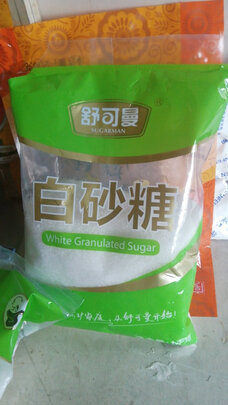 舒可曼
®
SUGARMAN
白砂糖
White Granulated Sugar